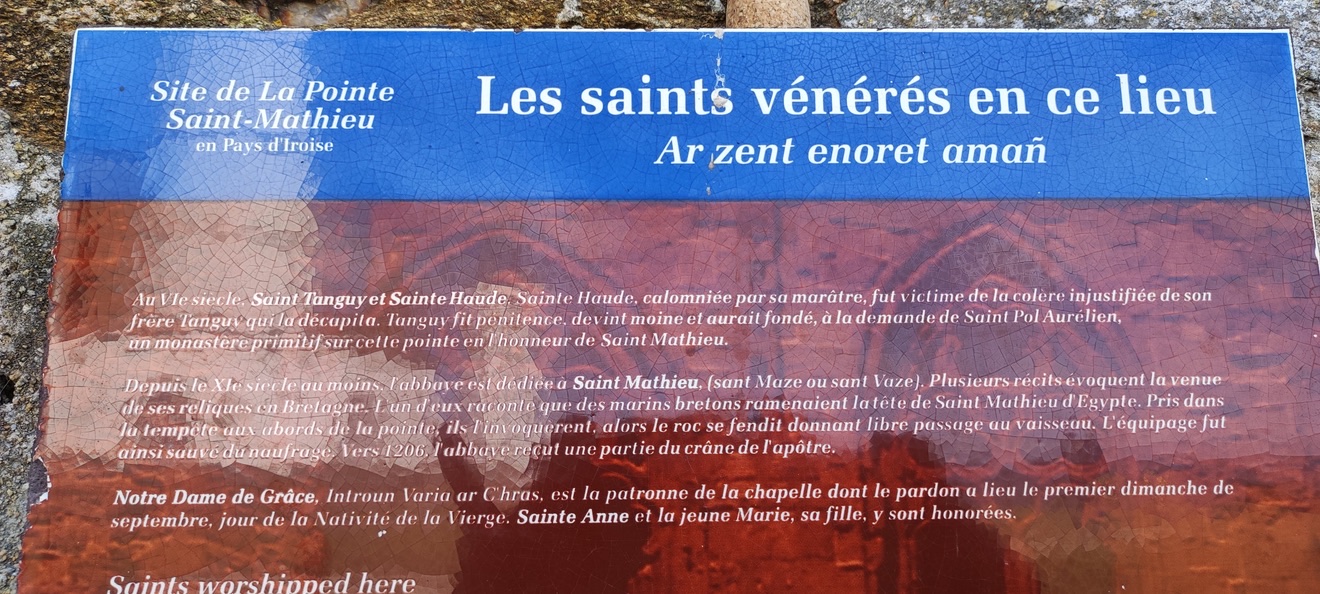 Site de La Pointe
Saint-Mathieu
en Pays d'Iroise
Les saints vénérés en ce lieu
Ar zent enoret amañ
Au VIe siècle, Saint Tanguy et Sainte Haude, Sainte Haude, calomniée par sa marâtre, fut victime de la colère injustifiée de son
frère Tanguy qui la décapita. Tanguy fit pénitence, devint moine et aurait fondé, à la demande de Saint Pol Aurélien,
un monastère primitif sur cette pointe en l'honneur de Saint Mathieu.
Depuis le XIe siècle au moins, l'abbaye est dédiée à Saint Mathieu, (sant Maze ou sant Vaze). Plusieurs récits évoquent la venue
de ses reliques en Bretagne. L'un d'eux raconte que des marins bretons ramenaient la tête de Saint Mathieu d'Egypte. Pris dans
la tempête aux abords de la pointe, ils l'invoquèrent, alors le roc se fendit donnant libre passage au vaisseau. L'équipage fut
ainsi sauvé du naufrage. Vers 1206, l'abbaye reçut une partie du crâne de l'apôtre.
Notre Dame de Grâce, Introun Varia ar C'hras, est la patronne de la chapelle dont le pardon a lieu le premier dimanche de
septembre, jour de la Nativité de la Vierge. Sainte Anne et la jeune Marie, sa fille, y sont honorées.
Saints worshipped here